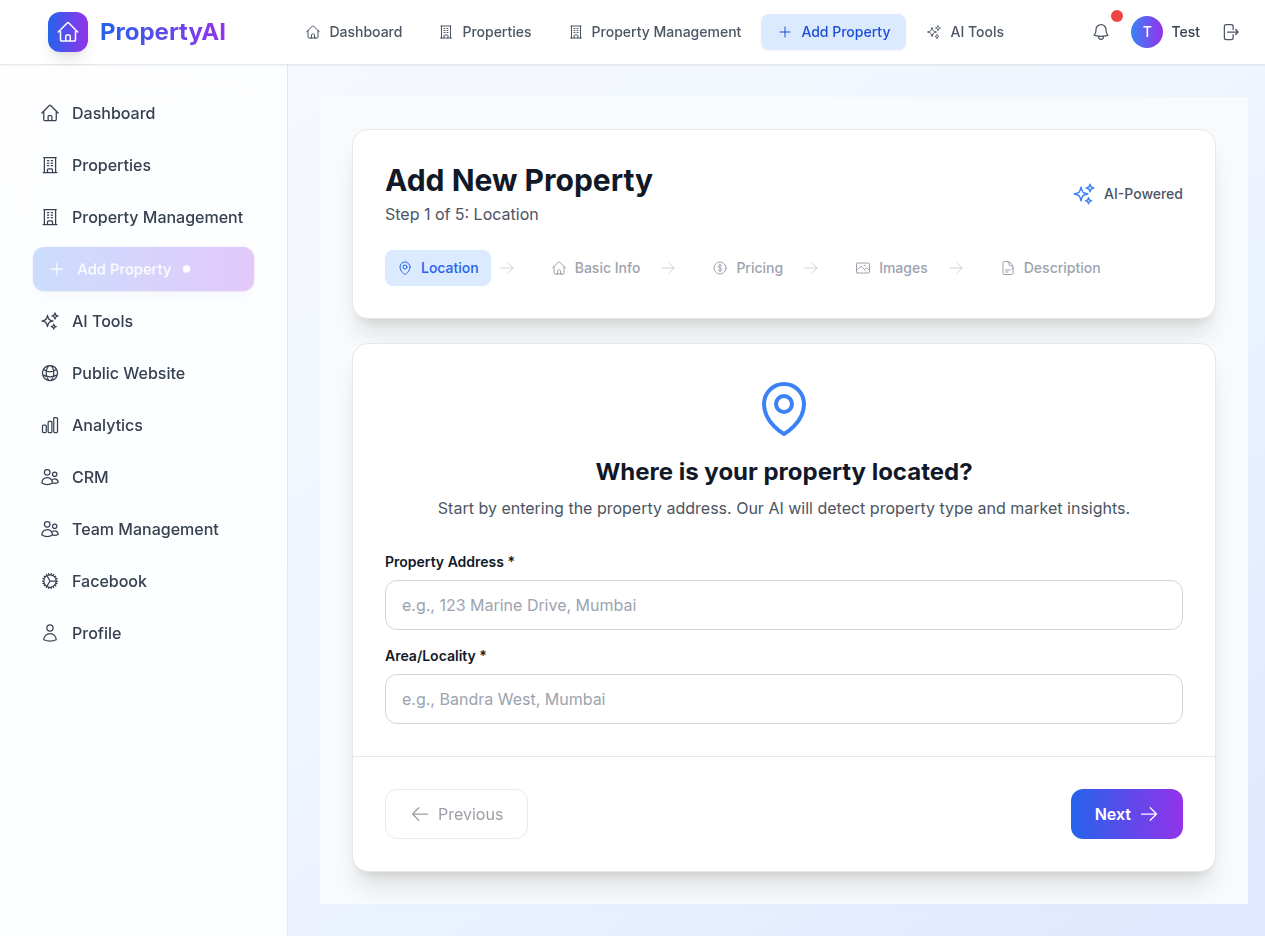 PropertyAI
Dashboard
Properties
Property Management
Add Property
AI Tools
T
Test
Dashboard
Properties
Property Management
Add Property
AI Tools
Public Website
Analytics
CRM
Team Management
Facebook
Profile
Add New Property
Step 1 of 5: Location
AI-Powered
Location
Basic Info
Pricing
Images
Description
Where is your property located?
Start by entering the property address. Our AI will detect property type and market insights.
Property Address *
e.g., 123 Marine Drive, Mumbai
Area/Locality *
e.g., Bandra West, Mumbai
Previous
Next